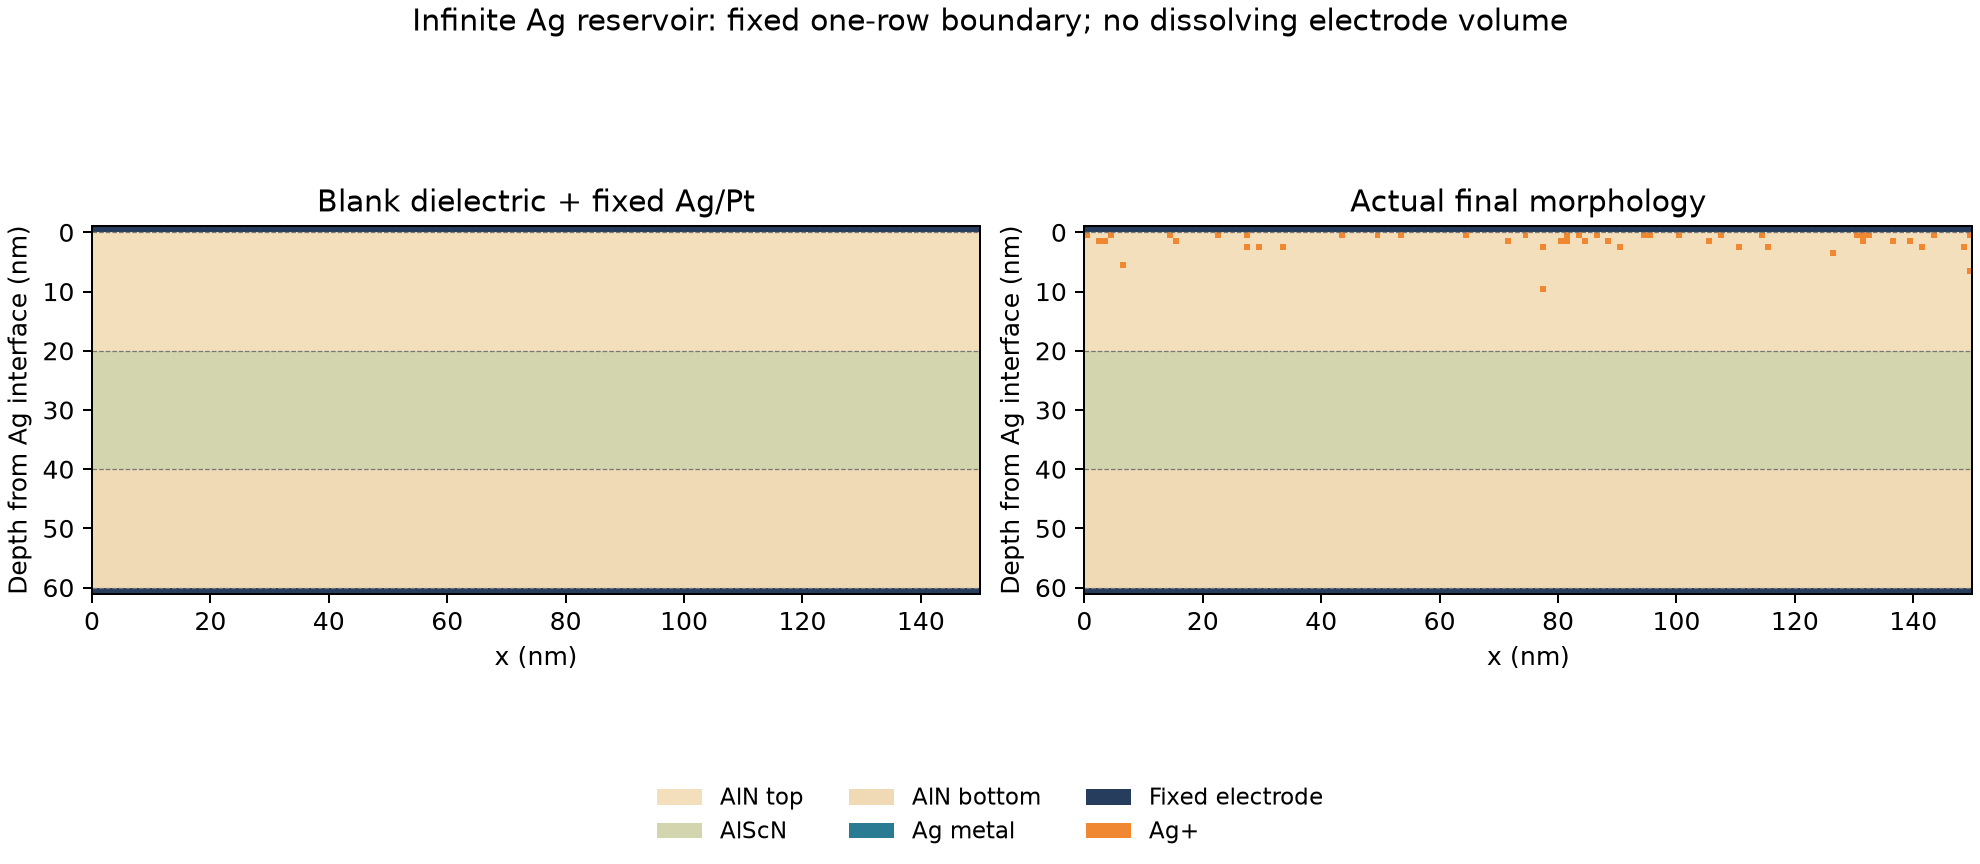 Infinite Ag reservoir: fixed one-row boundary; no dissolving electrode volume
Blank dielectric + fixed Ag/Pt
Depth from Ag interface (nm)
0
10
20
30
40
50
60
0 20 40 60 80 100 120 140
x (nm)
Actual final morphology
Depth from Ag interface (nm)
0
10
20
30
40
50
60
0 20 40 60 80 100 120 140
x (nm)
AlN top AlN bottom Fixed electrode
AlScN Ag metal Ag+